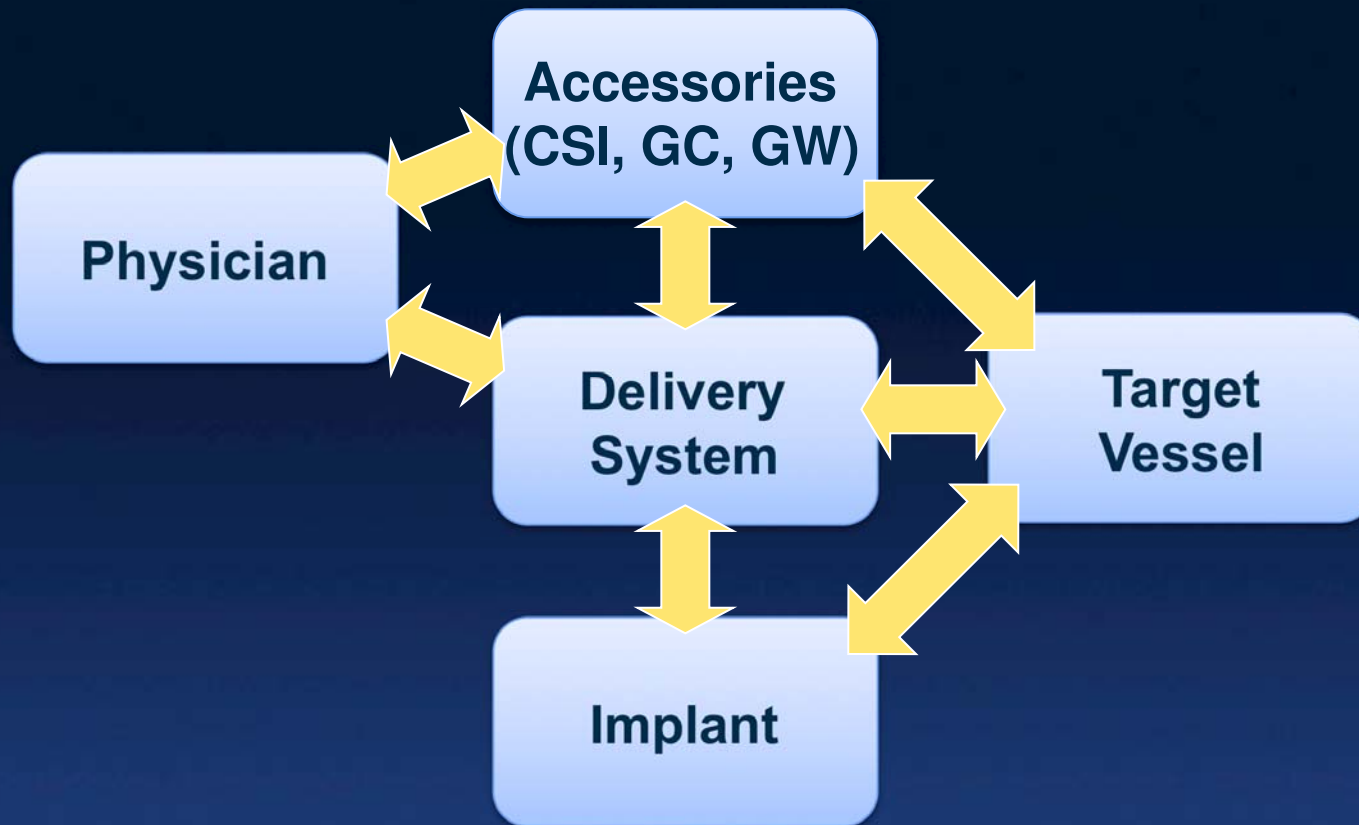 Accessories
(CSI, GC, GW)
Physician
Delivery
System
Target
Vessel
Implant